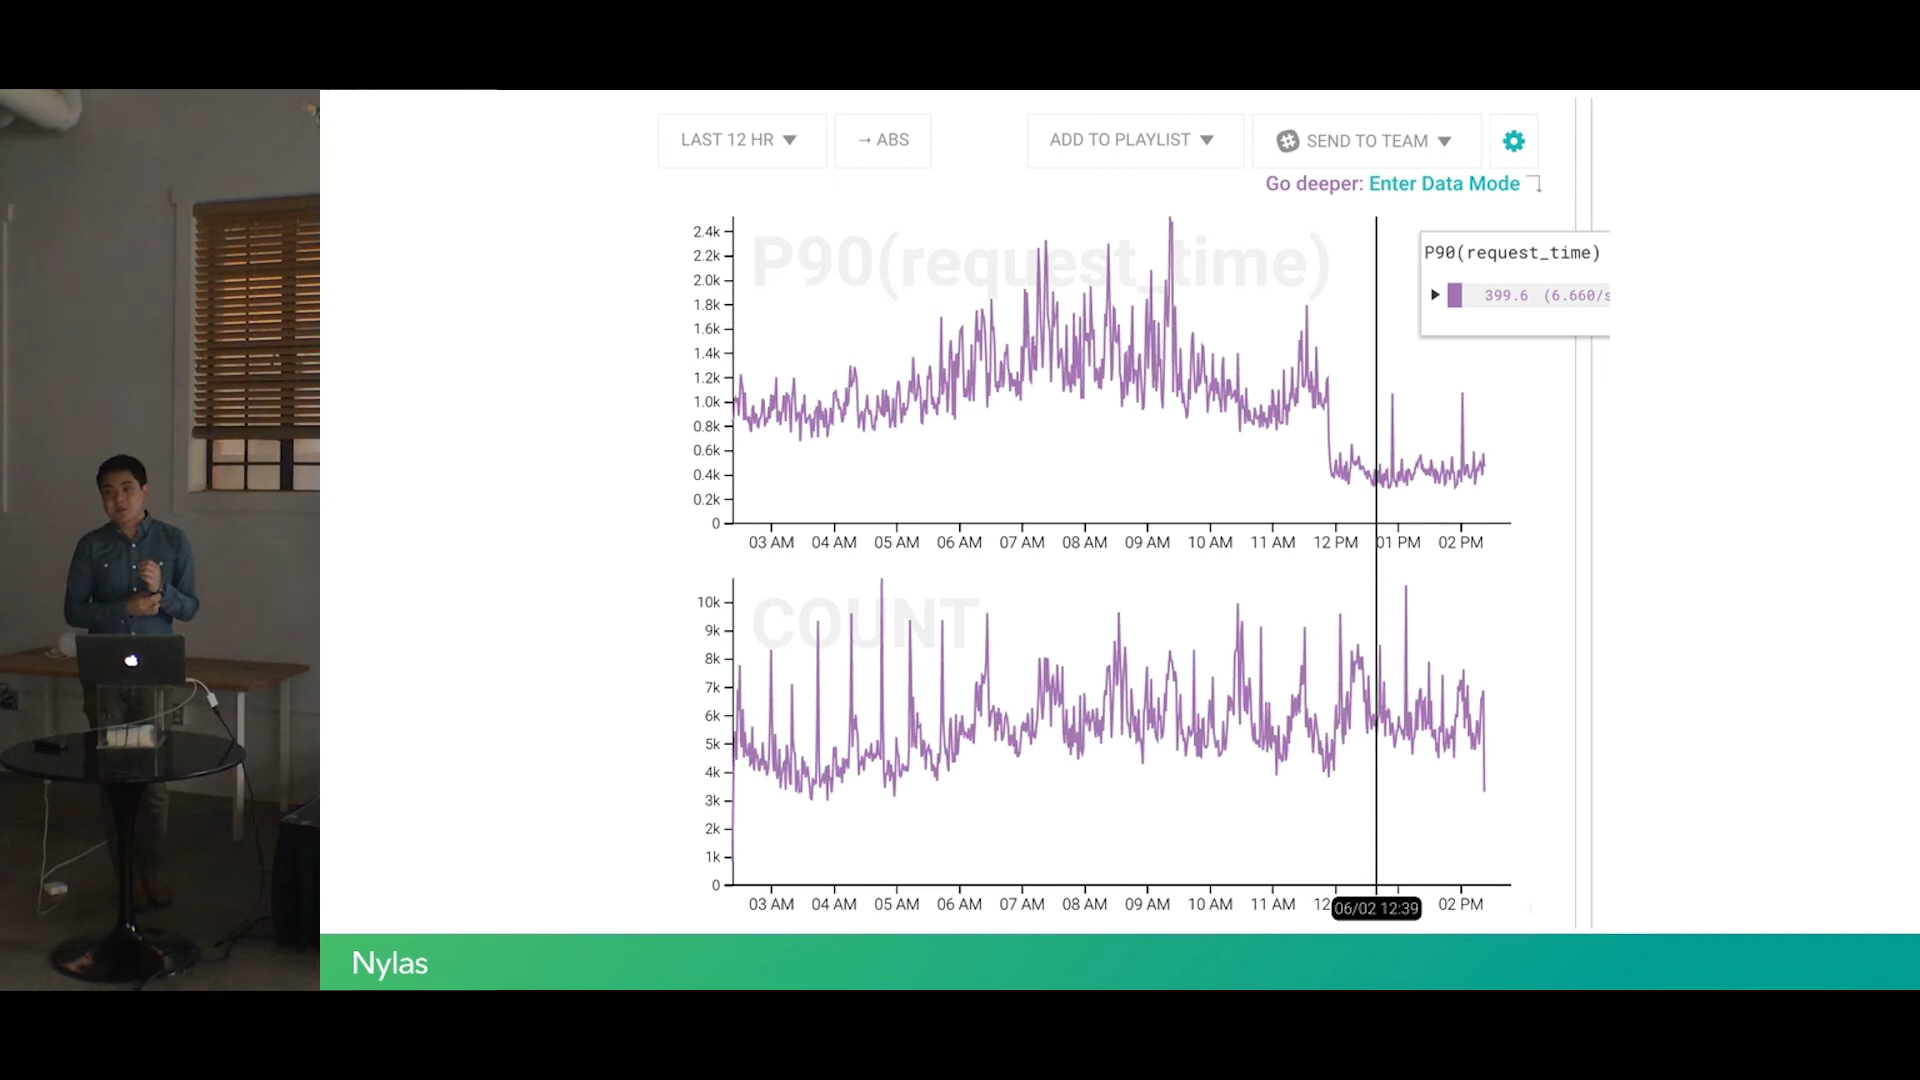 LAST 12 HR ▼ → ABS ADD TO PLAYLIST ▼ SEND TO TEAM ▼
Go deeper: Enter Data Mode
P90(request_time)
2.4k
2.2k
2.0k
1.8k
1.6k
1.4k
1.2k
1.0k
0.8k
0.6k
0.4k
0.2k
0
03 AM 04 AM 05 AM 06 AM 07 AM 08 AM 09 AM 10 AM 11 AM 12 PM 01 PM 02 PM
P90(request_time)
399.6 (6.660/s
COUNT
10k
9k
8k
7k
6k
5k
4k
3k
2k
1k
0
03 AM 04 AM 05 AM 06 AM 07 AM 08 AM 09 AM 10 AM 11 AM 12 06/02 12:39 02 PM
Nylas